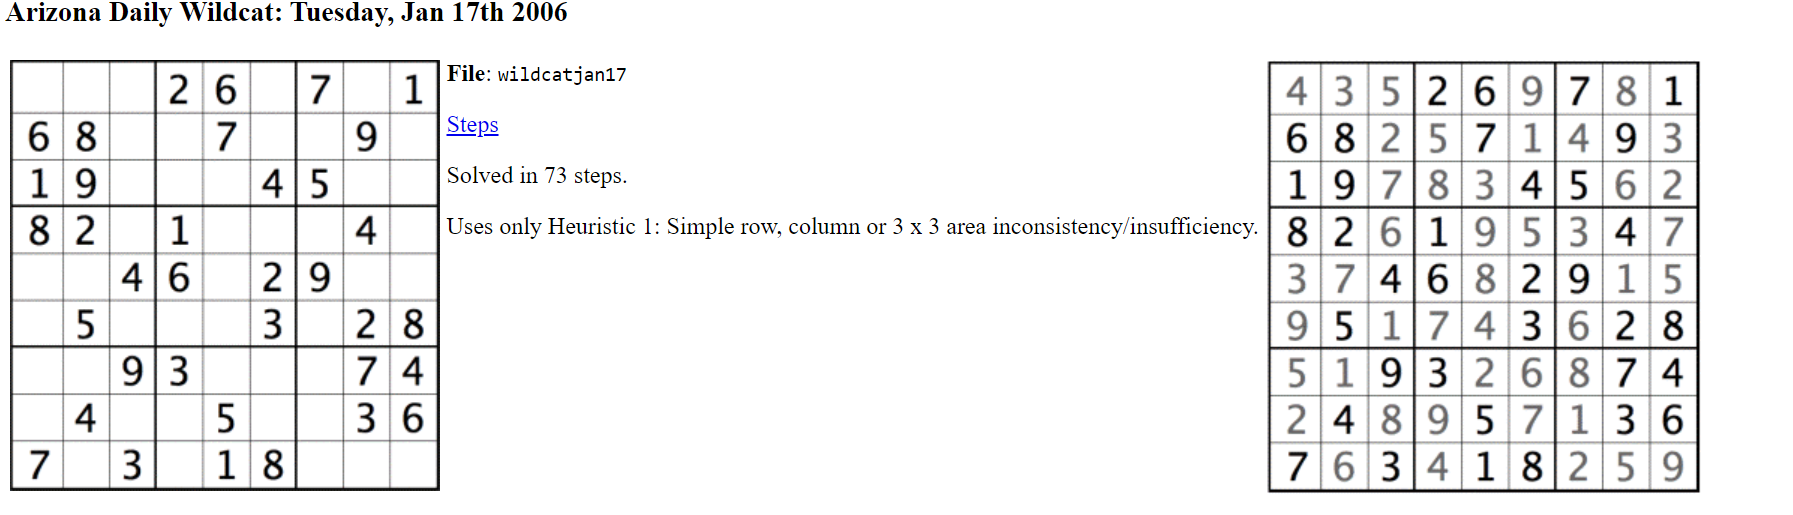 Arizona Daily Wildcat: Tuesday, Jan 17th 2006
2 6 7 1
6 8 7 9
1 9 4 5
8 2 1 4
4 6 2 9
5 3 2 8
9 3 7 4
4 5 3 6
7 3 1 8
File: wildcatjan17
Steps
Solved in 73 steps.
Uses only Heuristic 1: Simple row, column or 3 x 3 area inconsistency/insufficiency.
4 3 5 2 6 9 7 8 1
6 8 2 5 7 1 4 9 3
1 9 7 8 3 4 5 6 2
8 2 6 1 9 5 3 4 7
3 7 4 6 8 2 9 1 5
9 5 1 7 4 3 6 2 8
5 1 9 3 2 6 8 7 4
2 4 8 9 5 7 1 3 6
7 6 3 4 1 8 2 5 9